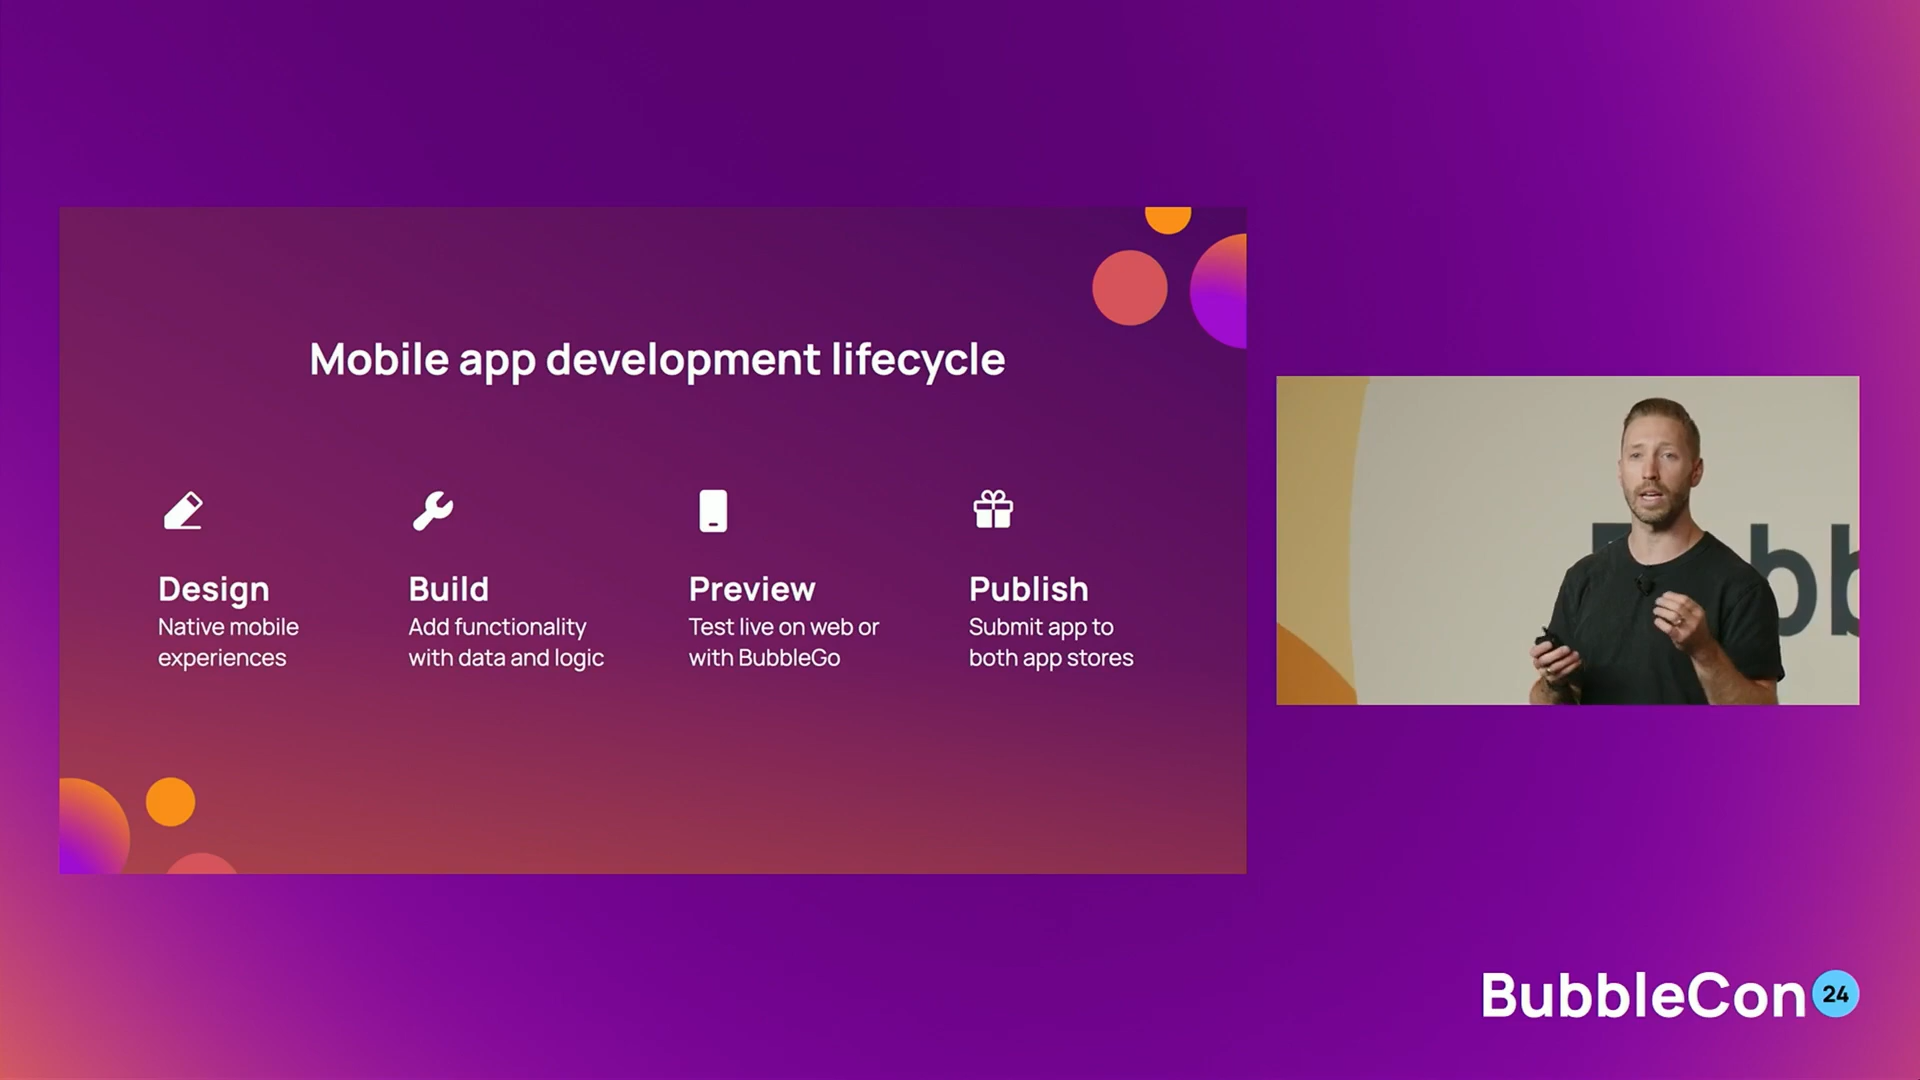 Mobile app development lifecycle
Design
Native mobile
experiences
Build
Add functionality
with data and logic
Preview
Test live on web or
with BubbleGo
Publish
Submit app to
both app stores
bb
BubbleCon 24